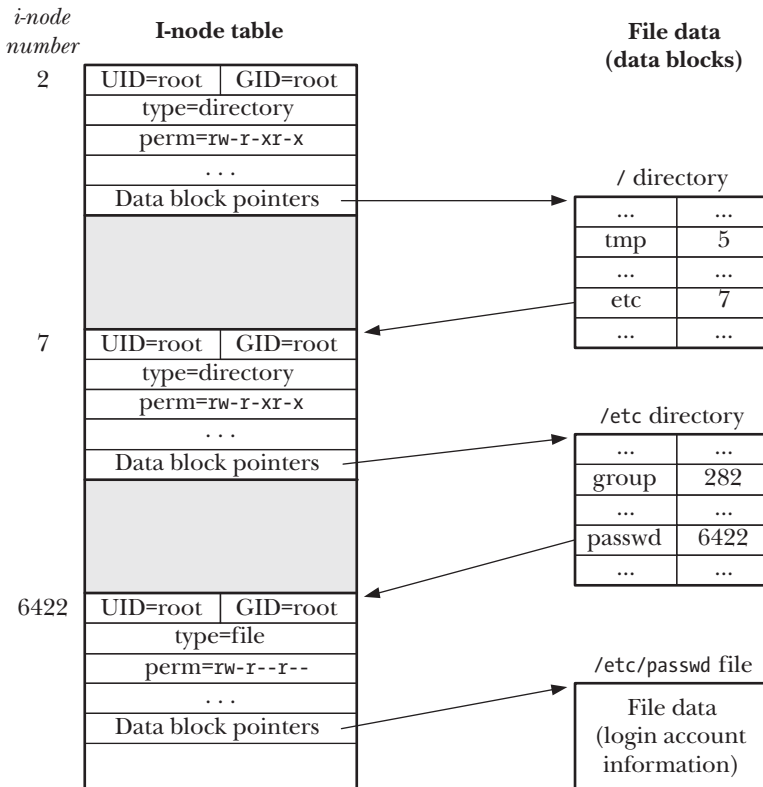 i-node
number
I-node table
File data
(data blocks)
2
UID=root GID=root
type=directory
perm=rw-r-xr-x
. . .
Data block pointers
/ directory
... ...
tmp 5
... ...
etc 7
... ...
7
UID=root GID=root
type=directory
perm=rw-r-xr-x
. . .
Data block pointers
/etc directory
... ...
group 282
... ...
passwd 6422
... ...
6422
UID=root GID=root
type=file
perm=rw-r--r--
. . .
Data block pointers
/etc/passwd file
File data
(login account
information)